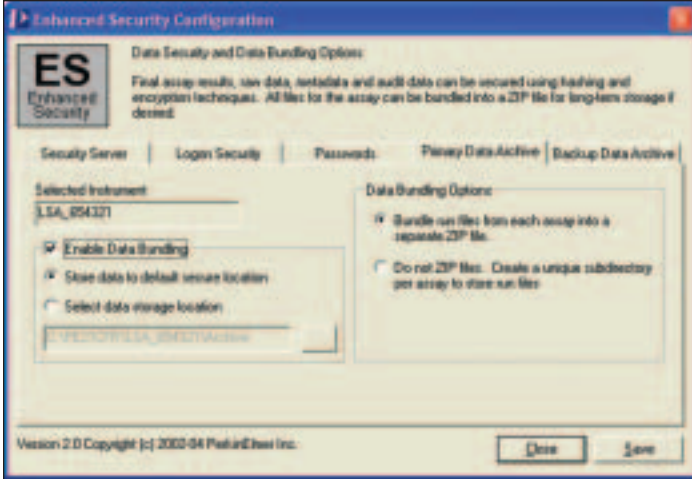 Enhanced Security Configuration
ES
Enhanced
Security
Data Security and Data Bundling Options
Final assay results, raw data, metadata and audit data can be secured using hashing and
encryption techniques. All files for the assay can be bundled into a ZIP file for long-term storage if
desired.
Security Server
Logon Security
Passwords
Primary Data Archive
Backup Data Archive
Selected Instrument
LSA_054321
Enable Data Bundling
Store data to default secure location
Select data storage location
Data Bundling Options
Bundle run files from each assay into a
separate ZIP file.
Do not ZIP files. Create a unique subdirectory
per assay to store run files
Version 2.0 Copyright (c) 2002-04 PerkinElmer Inc.
Close
Save